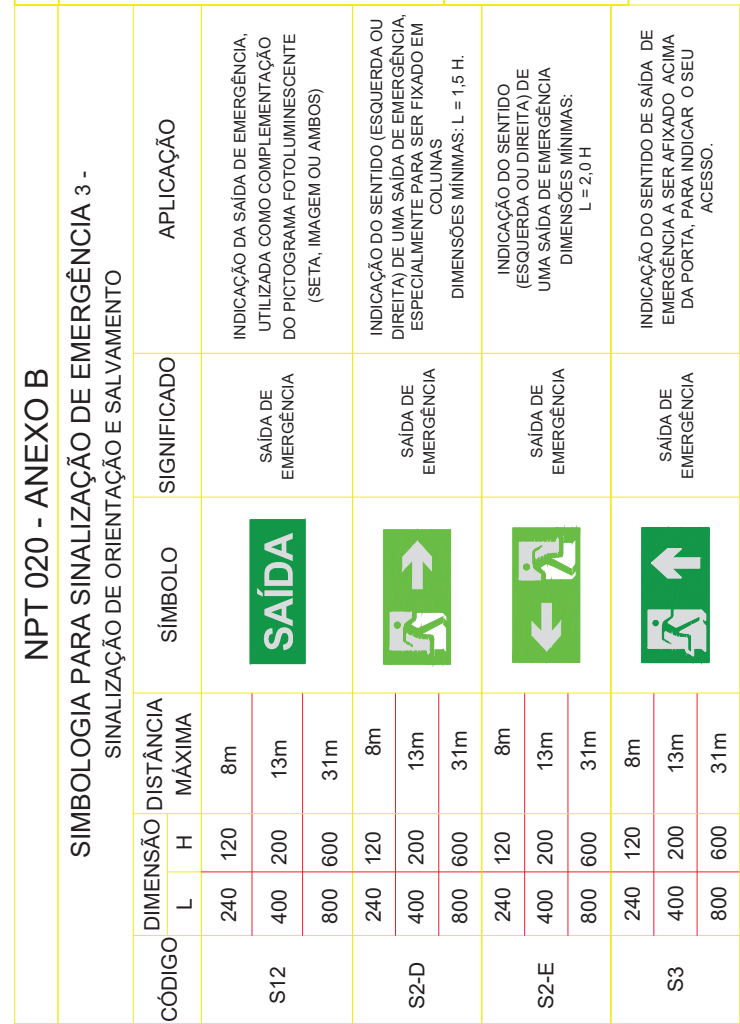 NPT 020 - ANEXO B
SIMBOLOGIA PARA SINALIZAÇÃO DE EMERGÊNCIA 3 -
SINALIZAÇÃO DE ORIENTAÇÃO E SALVAMENTO
CÓDIGO
DIMENSÃO
L
H
DISTÂNCIA
MÁXIMA
SÍMBOLO
SIGNIFICADO
APLICAÇÃO
S12
240 120 8m
400 200 13m
800 600 31m
SAÍDA
SAÍDA DE
EMERGÊNCIA
INDICAÇÃO DA SAÍDA DE EMERGÊNCIA,
UTILIZADA COMO COMPLEMENTAÇÃO
DO PICTOGRAMA FOTOLUMINESCENTE
(SETA, IMAGEM OU AMBOS)
S2-D
240 120 8m
400 200 13m
800 600 31m
SAÍDA DE
EMERGÊNCIA
INDICAÇÃO DO SENTIDO (ESQUERDA OU
DIREITA) DE UMA SAÍDA DE EMERGÊNCIA,
ESPECIALMENTE PARA SER FIXADO EM
COLUNAS
DIMENSÕES MÍNIMAS: L = 1,5 H.
S2-E
240 120 8m
400 200 13m
800 600 31m
SAÍDA DE
EMERGÊNCIA
INDICAÇÃO DO SENTIDO
(ESQUERDA OU DIREITA) DE
UMA SAÍDA DE EMERGÊNCIA
DIMENSÕES MÍNIMAS:
L = 2,0 H
S3
240 120 8m
400 200 13m
800 600 31m
SAÍDA DE
EMERGÊNCIA
INDICAÇÃO DO SENTIDO DE SAÍDA DE
EMERGÊNCIA A SER AFIXADO ACIMA
DA PORTA, PARA INDICAR O SEU
ACESSO.